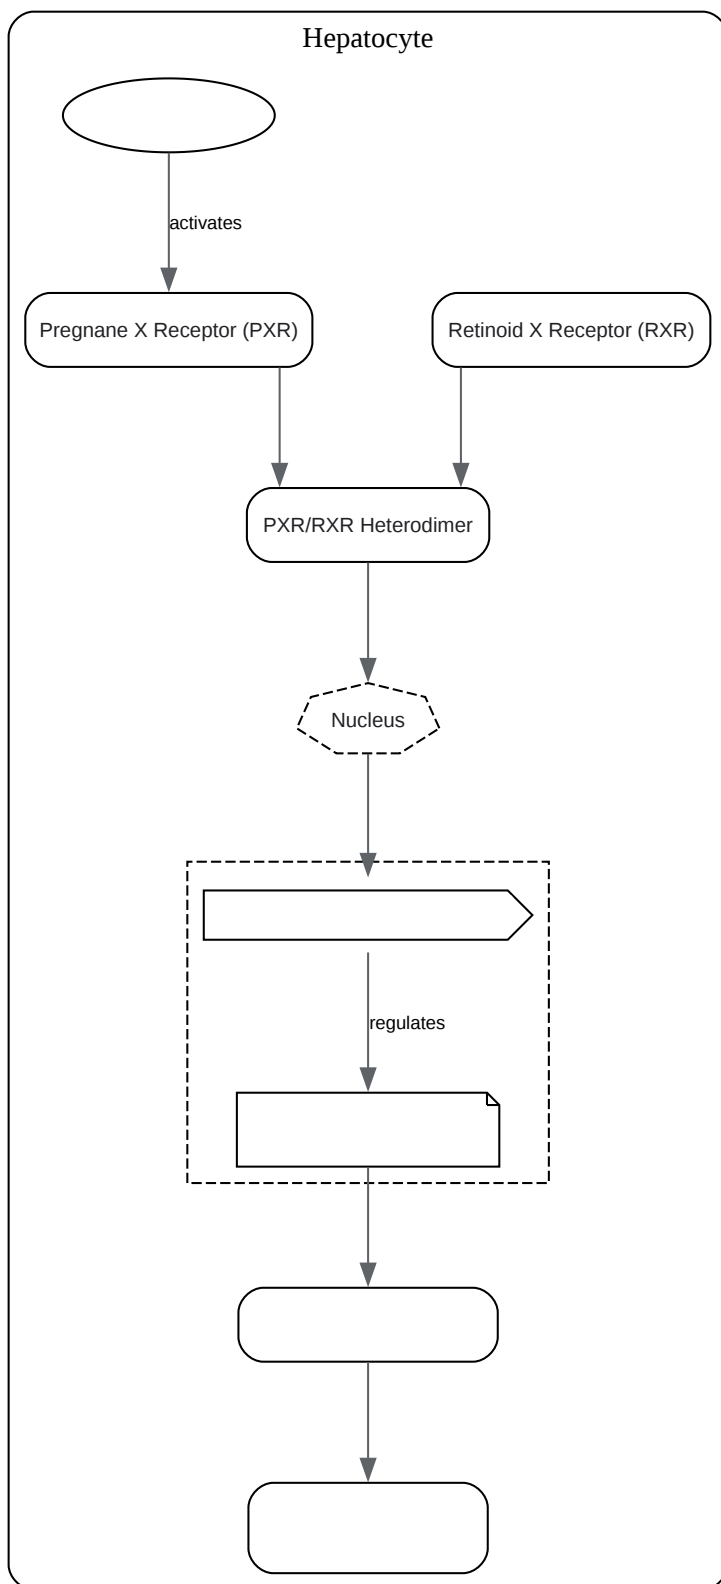 Hepatocyte
activates
Pregnane X Receptor (PXR)
Retinoid X Receptor (RXR)
PXR/RXR Heterodimer
Nucleus
regulates